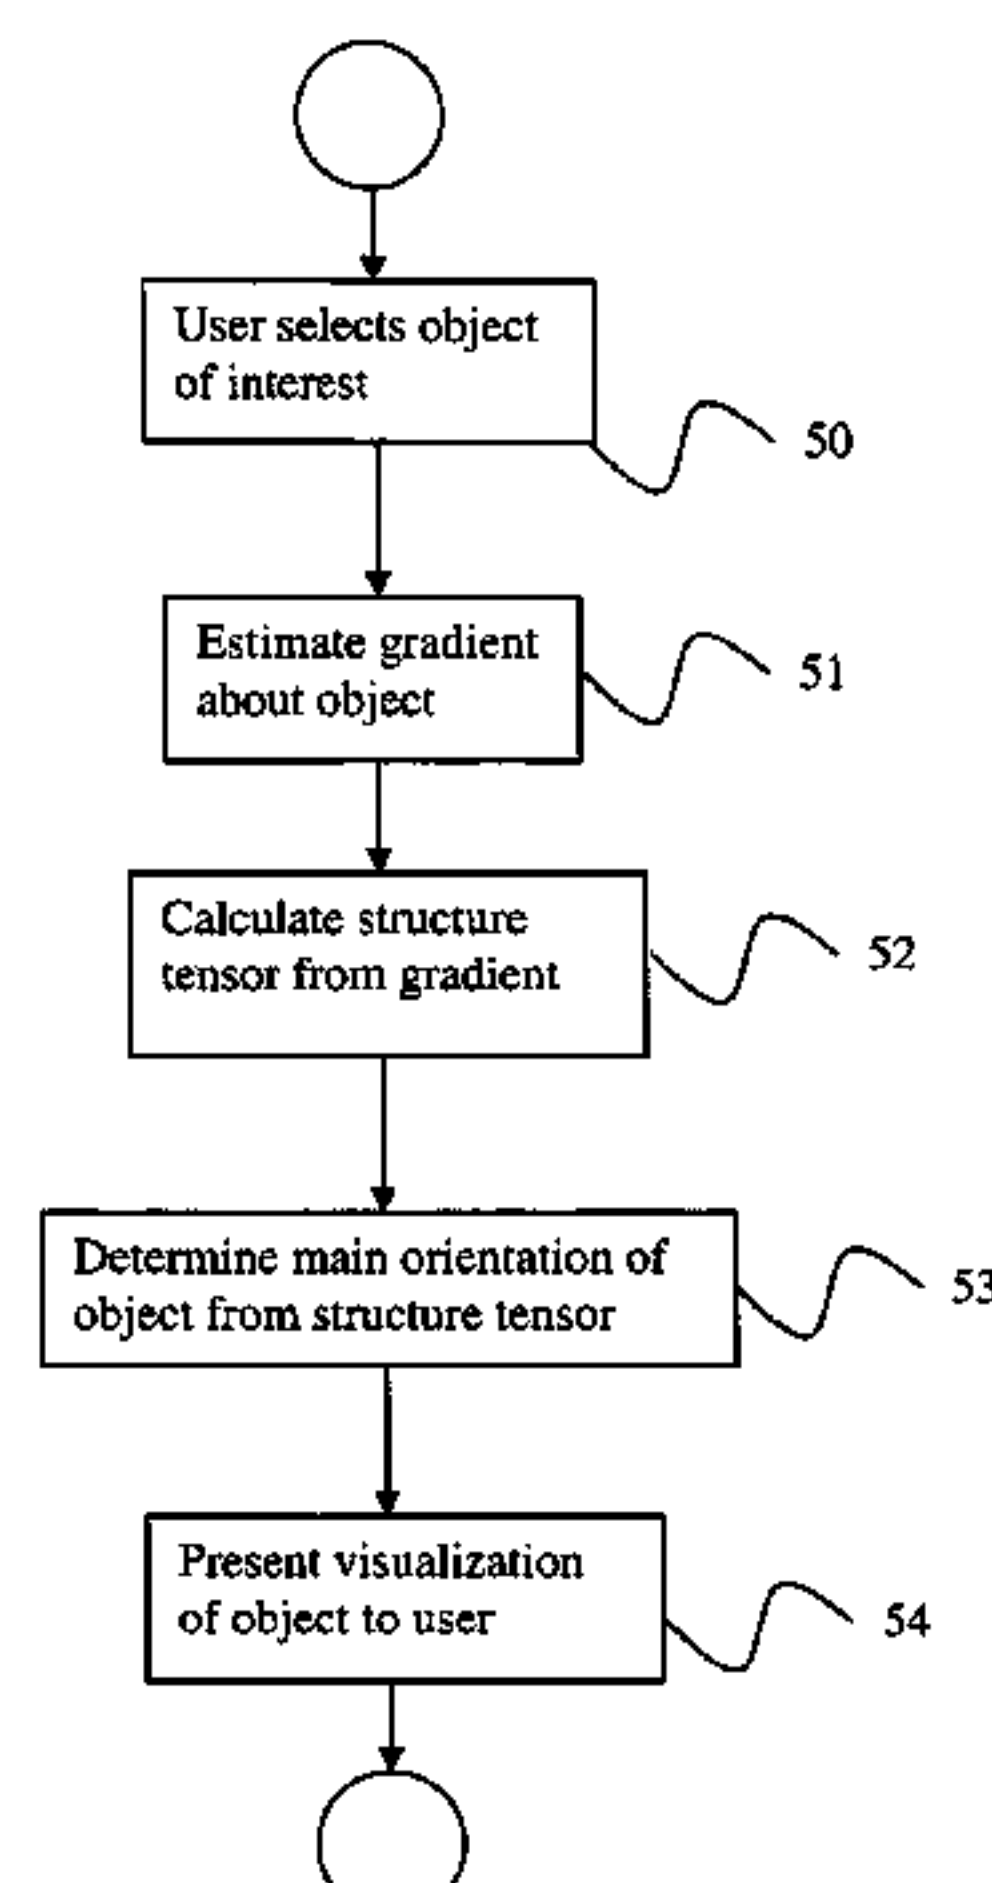 User selects object
of interest
50
Estimate gradient
about object
51
Calculate structure
tensor from gradient
52
Determine main orientation of
object from structure tensor
53
Present visualization
of object to user
54